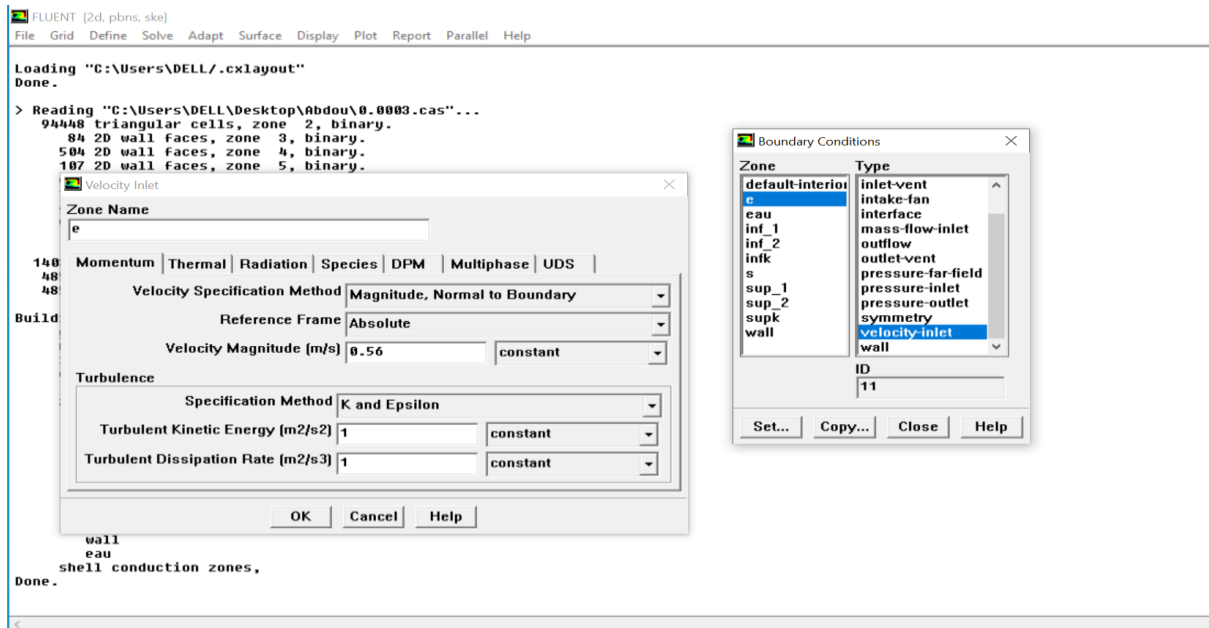 FLUENT [2d, pbns, ske]
File Grid Define Solve Adapt Surface Display Plot Report Parallel Help
Loading "C:\Users\DELL/.cxlayout"
Done.
> Reading "C:\Users\DELL\Desktop\Abdou\0.0003.cas"...
94448 triangular cells, zone 2, binary.
84 2D wall faces, zone 3, binary.
504 2D wall faces, zone 4, binary.
107 2D wall faces, zone 5, binary.
Build
wall
eau
shell conduction zones,
Done.
Velocity Inlet
Zone Name
e
Momentum Thermal Radiation Species DPM Multiphase UDS
Velocity Specification Method Magnitude, Normal to Boundary
Reference Frame Absolute
Velocity Magnitude (m/s) 0.56 constant
Turbulence
Specification Method K and Epsilon
Turbulent Kinetic Energy (m2/s2) 1 constant
Turbulent Dissipation Rate (m2/s3) 1 constant
OK Cancel Help
Boundary Conditions
Zone Type
default-interior inlet-vent
e intake-fan
eau interface
inf_1 mass-flow-inlet
inf_2 outflow
infk outlet-vent
s pressure-far-field
sup_1 pressure-inlet
sup_2 pressure-outlet
supk symmetry
wall velocity-inlet
wall
ID
11
Set... Copy... Close Help